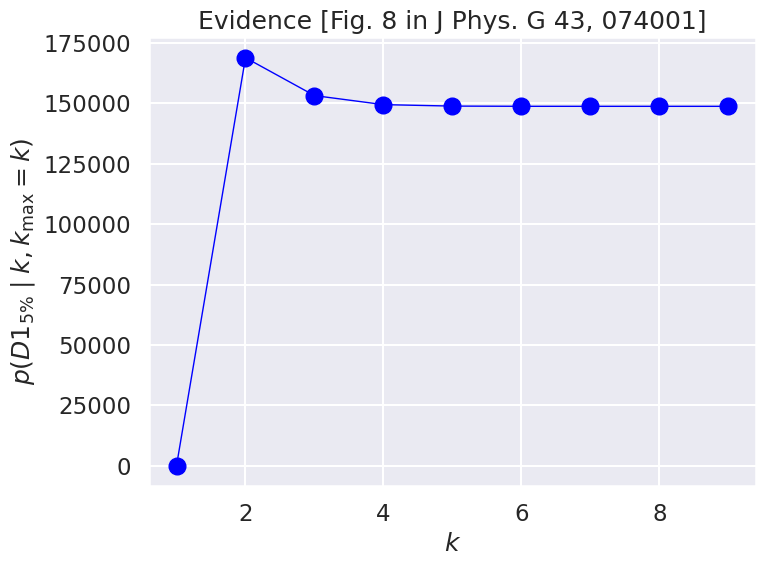 Evidence [Fig. 8 in J Phys. G 43, 074001]
175000
150000
125000
100000
75000
50000
25000
0
p(D1₅% | k, kₘₐₓ = k)
2 4 6 8
k